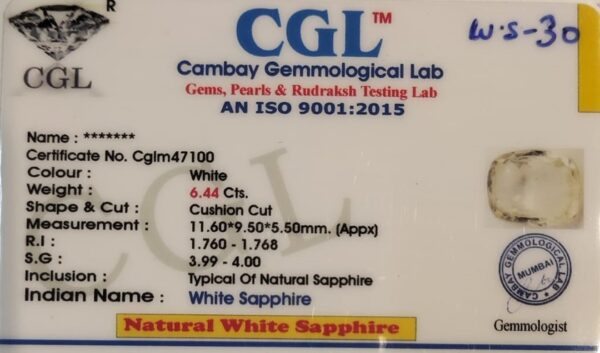 R
CGL
CGL™
W.S-30
Cambay Gemmological Lab
Gems, Pearls & Rudraksh Testing Lab
AN ISO 9001:2015
Name : *******
Certificate No. Cglm47100
Colour : White
Weight : 6.44 Cts.
Shape & Cut : Cushion Cut
Measurement : 11.60*9.50*5.50mm. (Appx)
R.I : 1.760 - 1.768
S.G : 3.99 - 4.00
Inclusion : Typical Of Natural Sapphire
Indian Name : White Sapphire
Natural White Sapphire
CGL
CAMBAY GEMMOLOGICAL LAB
MUMBAI
Gemmologist